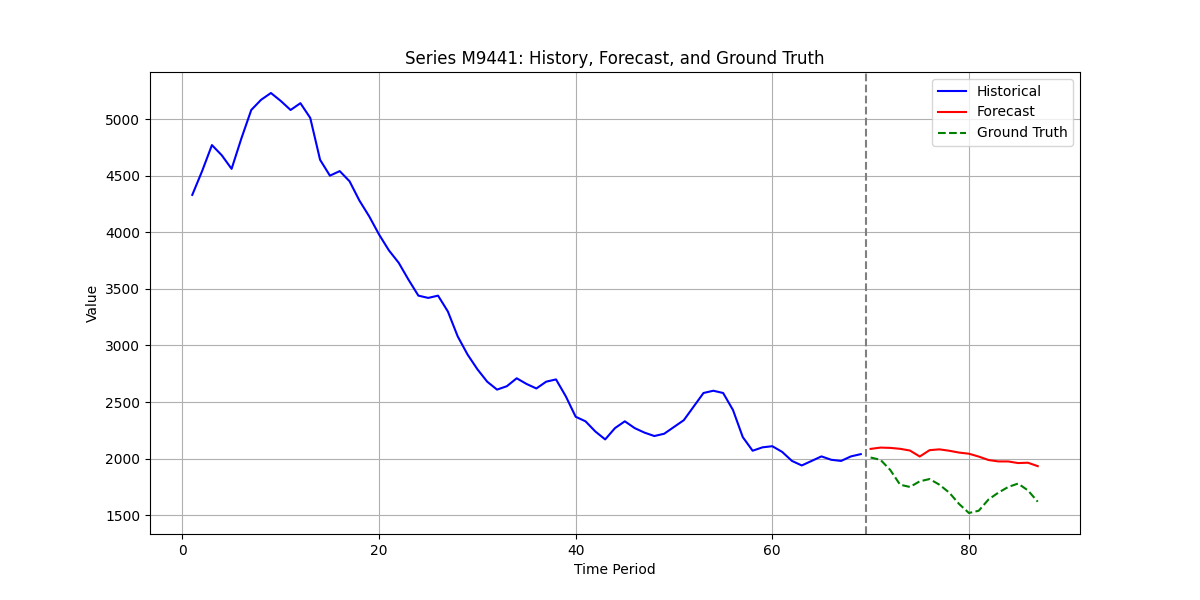 Series M9441: History, Forecast, and Ground Truth
Historical
Forecast
Ground Truth
Value
5000
4500
4000
3500
3000
2500
2000
1500
0
20
40
60
80
Time Period